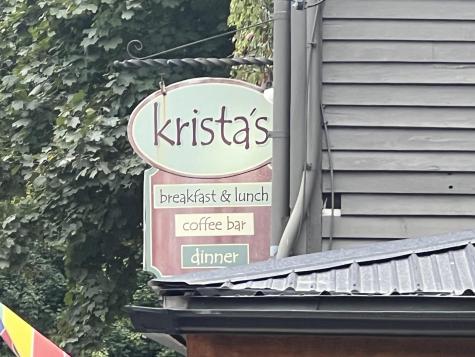 krista's
breakfast & lunch
coffee bar
dinner